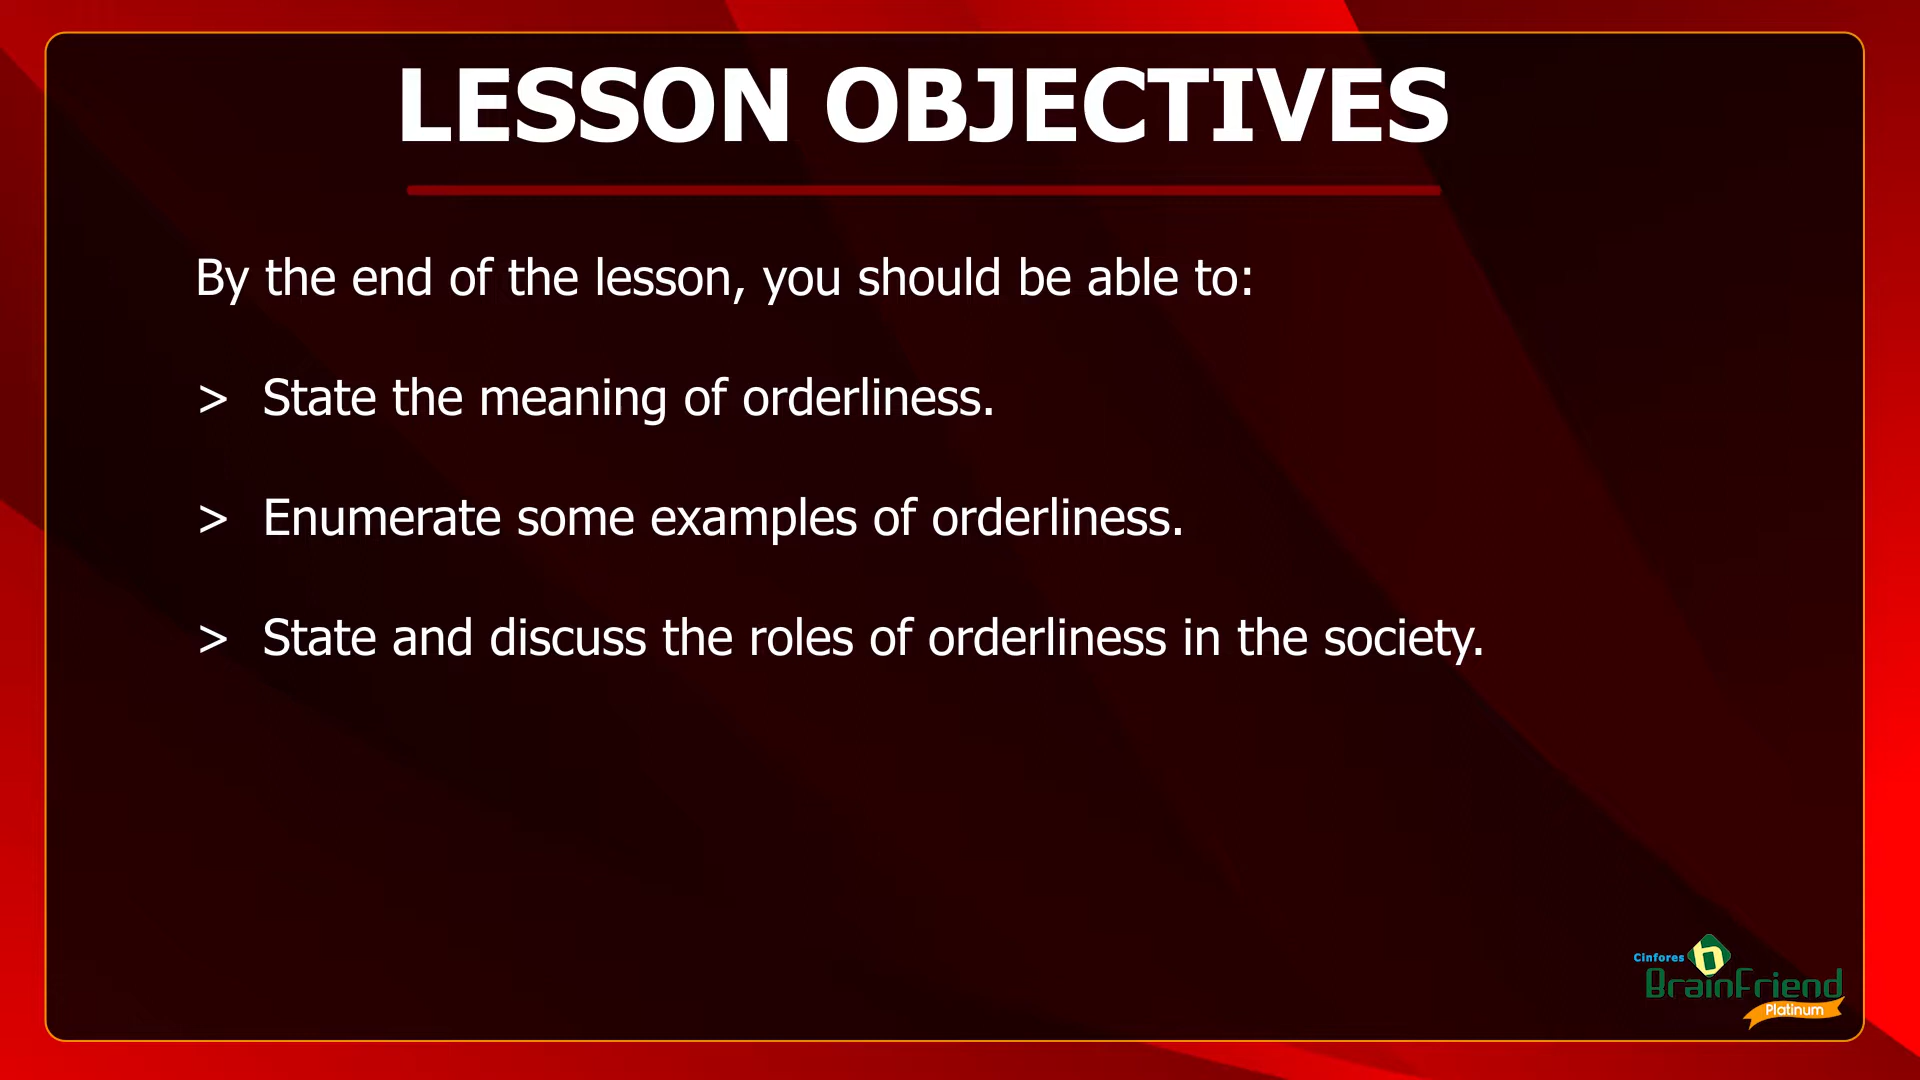 LESSON OBJECTIVES
By the end of the lesson, you should be able to:
> State the meaning of orderliness.
> Enumerate some examples of orderliness.
> State and discuss the roles of orderliness in the society.
Cinfores
BrainFriend
Platinum